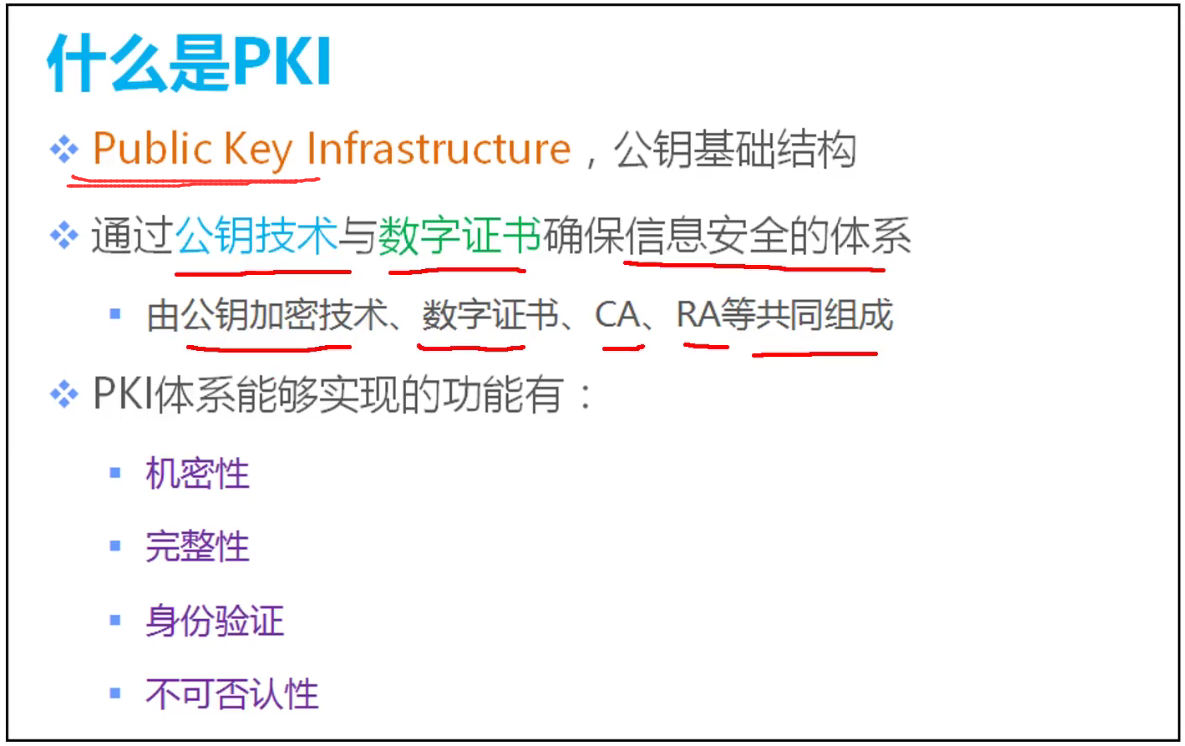 什么是PKI
Public Key Infrastructure，公钥基础结构
通过公钥技术与数字证书确保信息安全的体系
由公钥加密技术、数字证书、CA、RA等共同组成
PKI体系能够实现的功能有：
机密性
完整性
身份验证
不可否认性